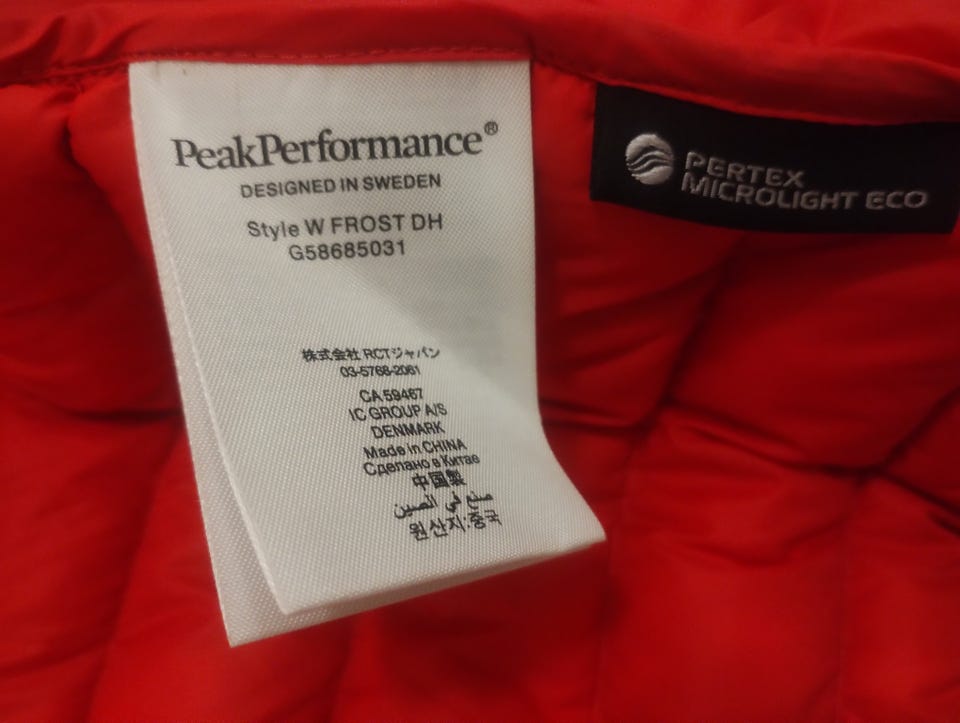 PeakPerformance®
DESIGNED IN SWEDEN
Style W FROST DH
G58685031
株式会社 RCTジャパン
03-5768-2061
CA 59467
IC GROUP A/S
DENMARK
Made in CHINA
Сделано в Китае
中国製
صنع في الصين
원산지:중국
PERTEX
MICROLIGHT ECO